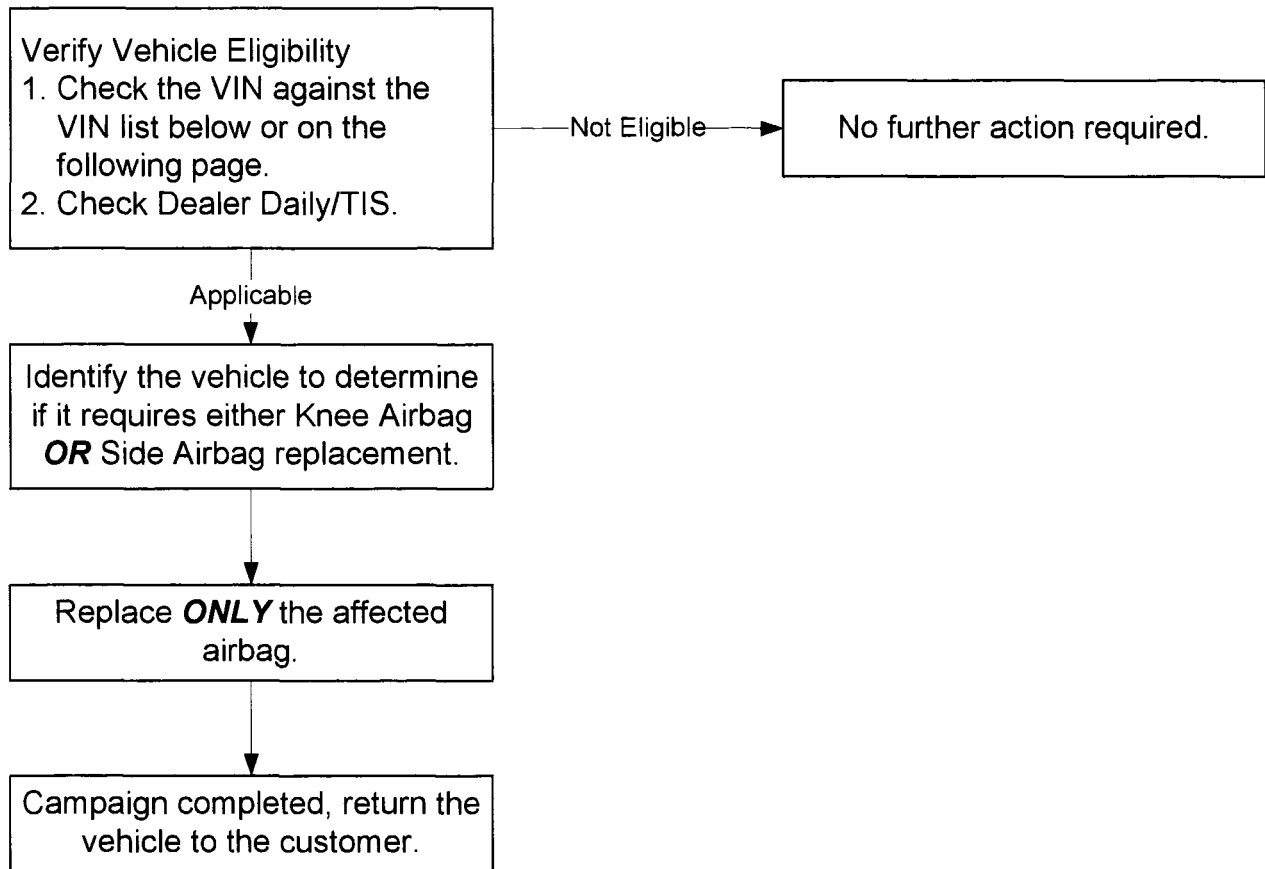 Verify Vehicle Eligibility
1. Check the VIN against the
VIN list below or on the
following page.
2. Check Dealer Daily/TIS.
Not Eligible
No further action required.
Applicable
Identify the vehicle to determine
if it requires either Knee Airbag
OR Side Airbag replacement.
Replace ONLY the affected
airbag.
Campaign completed, return the
vehicle to the customer.